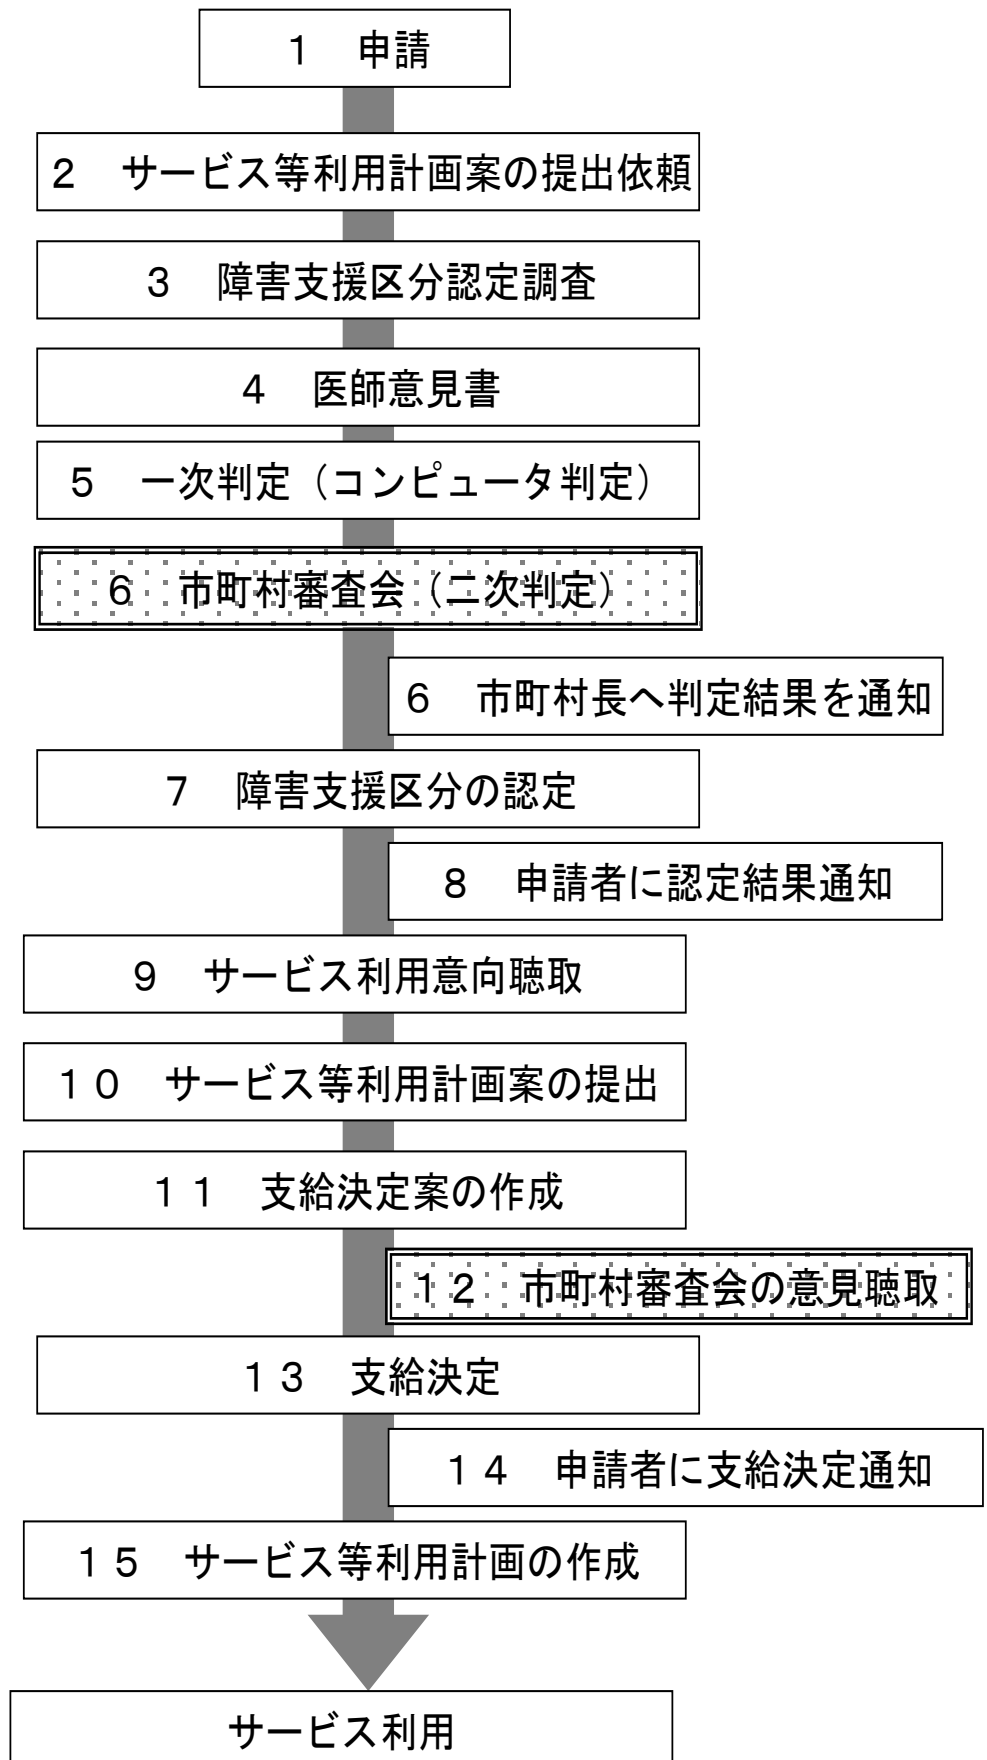 １　申請
２　サービス等利用計画案の提出依頼
３　障害支援区分認定調査
４　医師意見書
５　一次判定（コンピュータ判定）
６　市町村審査会（二次判定）
６　市町村長へ判定結果を通知
７　障害支援区分の認定
８　申請者に認定結果通知
９　サービス利用意向聴取
１０　サービス等利用計画案の提出
１１　支給決定案の作成
１２　市町村審査会の意見聴取
１３　支給決定
１４　申請者に支給決定通知
１５　サービス等利用計画の作成
サービス利用